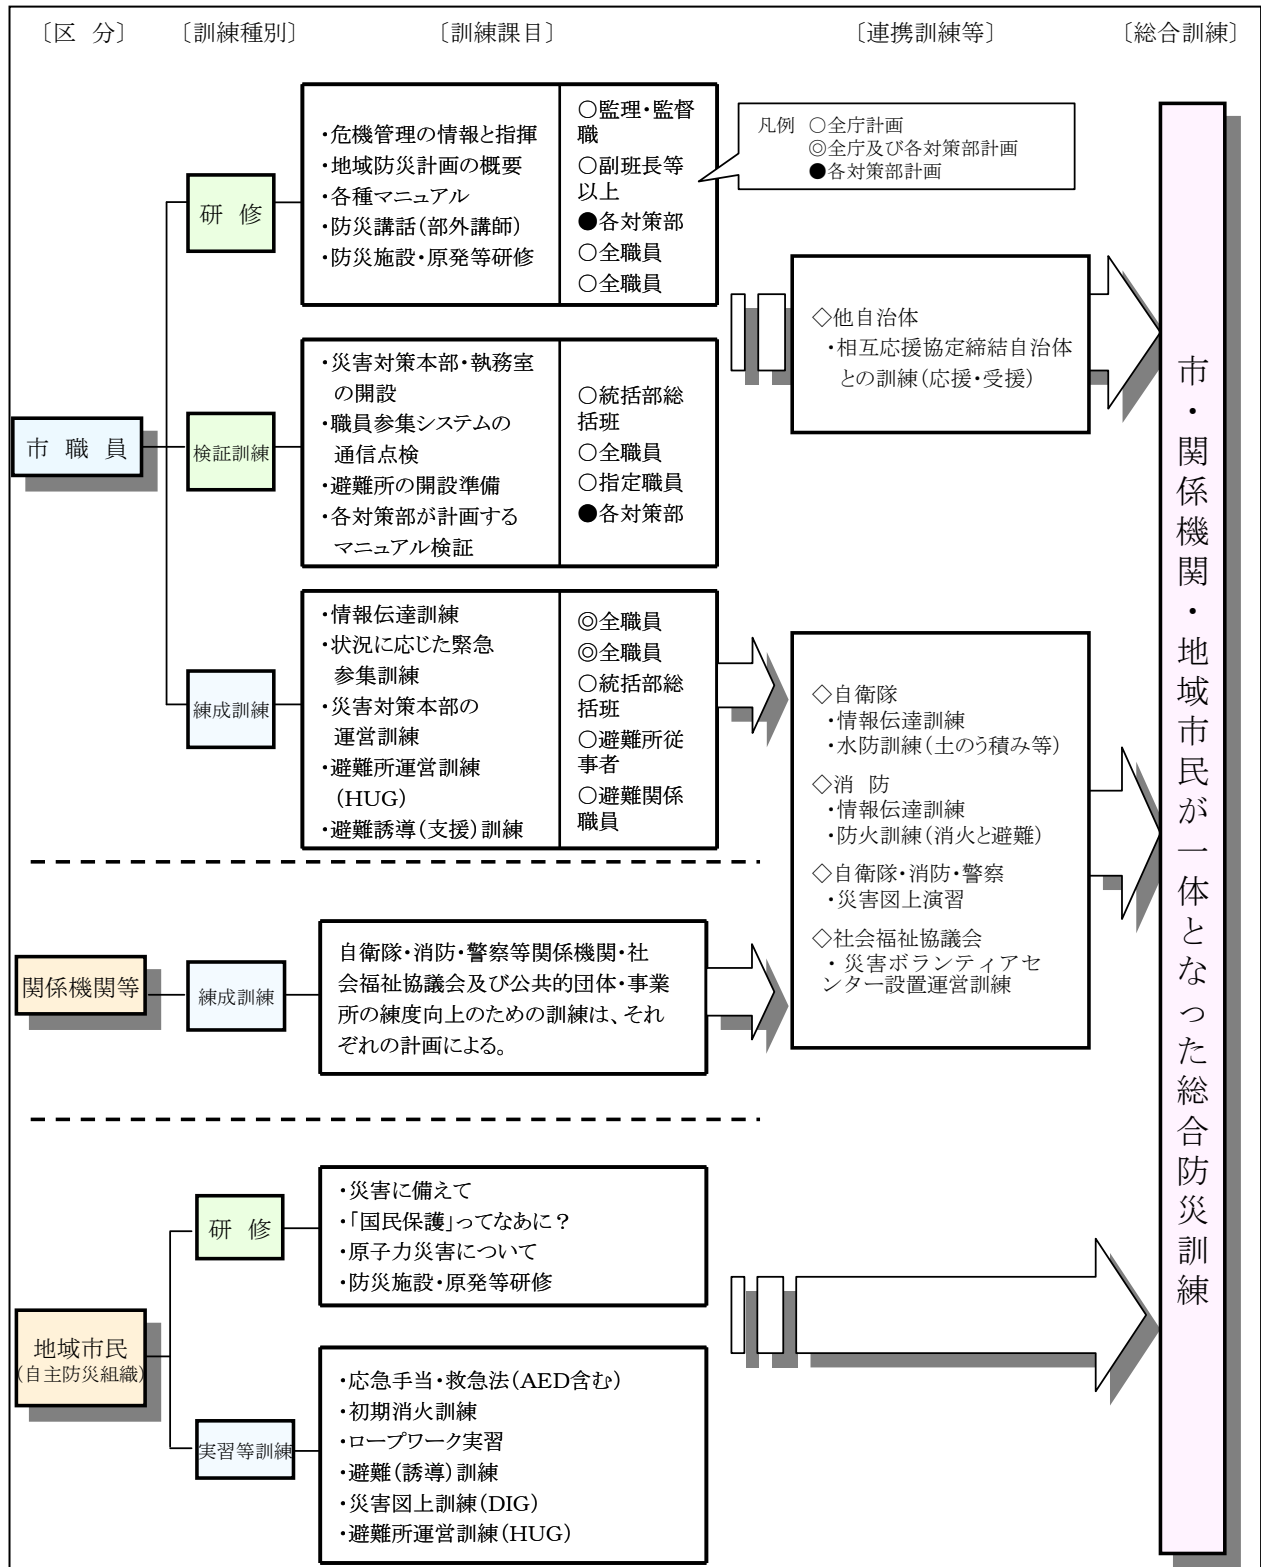 〔区 分〕 〔訓練種別〕 〔訓練課目〕 〔連携訓練等〕 〔総合訓練〕
凡例 ○全庁計画
◎全庁及び各対策部計画
●各対策部計画
市 職 員
研 修
・危機管理の情報と指揮
・地域防災計画の概要
・各種マニュアル
・防災講話(部外講師)
・防災施設・原発等研修
○監理・監督
職
○副班長等
以上
●各対策部
○全職員
○全職員
検証訓練
・災害対策本部・執務室
の開設
・職員参集システムの
通信点検
・避難所の開設準備
・各対策部が計画する
マニュアル検証
○統括部総
括班
○全職員
○指定職員
●各対策部
練成訓練
・情報伝達訓練
・状況に応じた緊急
参集訓練
・災害対策本部の
運営訓練
・避難所運営訓練
(HUG)
・避難誘導(支援)訓練
◎全職員
◎全職員
○統括部総
括班
○避難所従
事者
○避難関係
職員
◇他自治体
・相互応援協定締結自治体
との訓練(応援・受援)
◇自衛隊
・情報伝達訓練
・水防訓練(土のう積み等)
◇消 防
・情報伝達訓練
・防火訓練(消火と避難)
◇自衛隊・消防・警察
・災害図上演習
◇社会福祉協議会
・災害ボランティアセ
ンター設置運営訓練
関係機関等
練成訓練
自衛隊・消防・警察等関係機関・社
会福祉協議会及び公共的団体・事業
所の練度向上のための訓練は、それ
ぞれの計画による。
地域市民
(自主防災組織)
研 修
・災害に備えて
・「国民保護」ってなあに?
・原子力災害について
・防災施設・原発等研修
実習等訓練
・応急手当・救急法(AED含む)
・初期消火訓練
・ロープワーク実習
・避難(誘導)訓練
・災害図上訓練(DIG)
・避難所運営訓練(HUG)
市・関係機関・地域市民が一体となった総合防災訓練